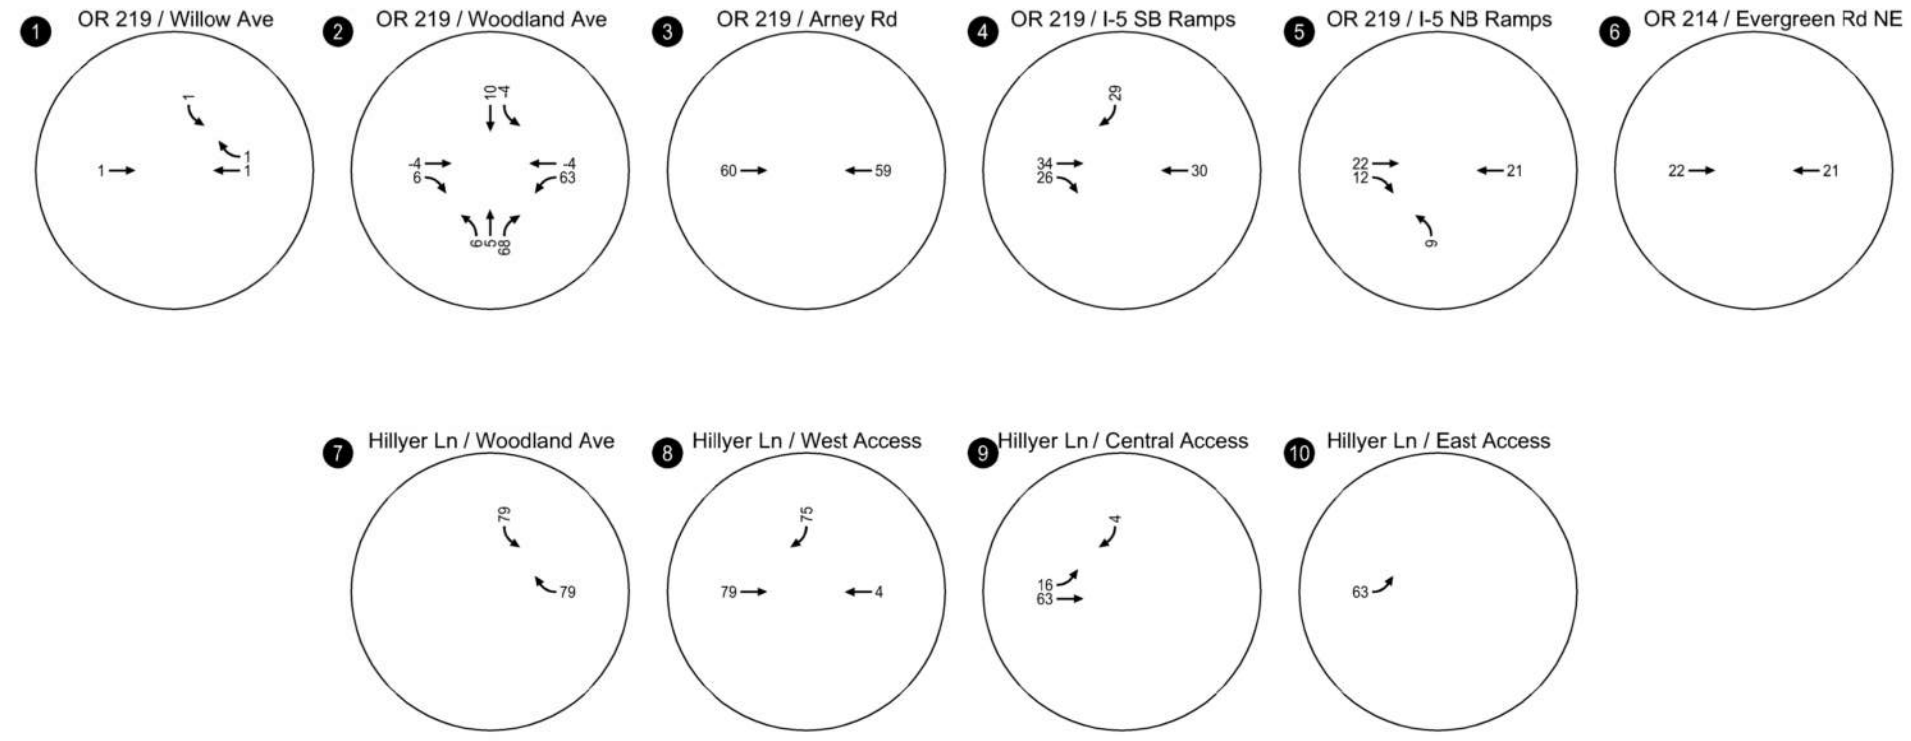 1 OR 219 / Willow Ave
1
1
1
1
2 OR 219 / Woodland Ave
10 -4
-4 -4
6 63
6 5 68
3 OR 219 / Arney Rd
60 59
4 OR 219 / I-5 SB Ramps
29
34
26
30
5 OR 219 / I-5 NB Ramps
22
12
21
9
6 OR 214 / Evergreen Rd NE
22 21
7 Hillyer Ln / Woodland Ave
79
79
8 Hillyer Ln / West Access
75
79 4
9 Hillyer Ln / Central Access
4
16
63
10 Hillyer Ln / East Access
63